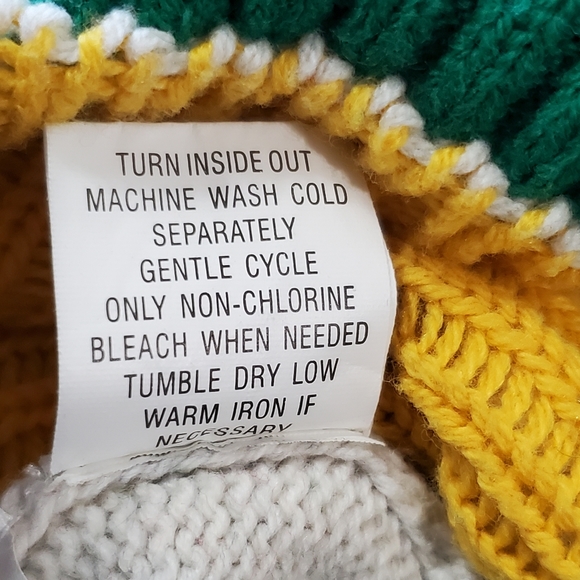 TURN INSIDE OUT
MACHINE WASH COLD
SEPARATELY
GENTLE CYCLE
ONLY NON-CHLORINE
BLEACH WHEN NEEDED
TUMBLE DRY LOW
WARM IRON IF
NECESSARY